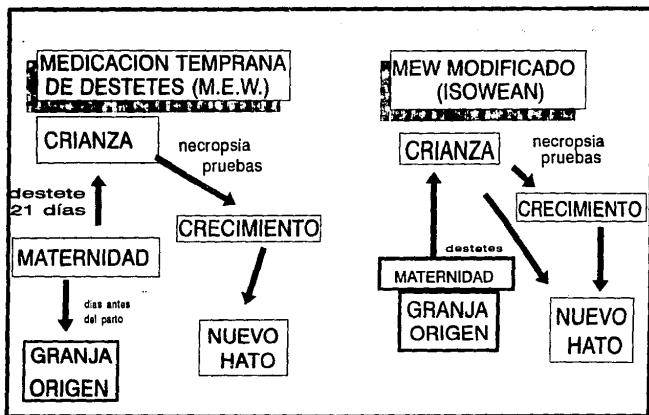 MEDICACION TEMPRANA
DE DESTETES (M.E.W.)
CRIANZA
necropsia
pruebas
destete
21 días
CRECIMIENTO
MATERNIDAD
dias antes
del parto
NUEVO
HATO
GRANJA
ORIGEN
MEW MODIFICADO
(ISOWEAN)
CRIANZA
necropsia
pruebas
CRECIMIENTO
destetes
MATERNIDAD
GRANJA
ORIGEN
NUEVO
HATO